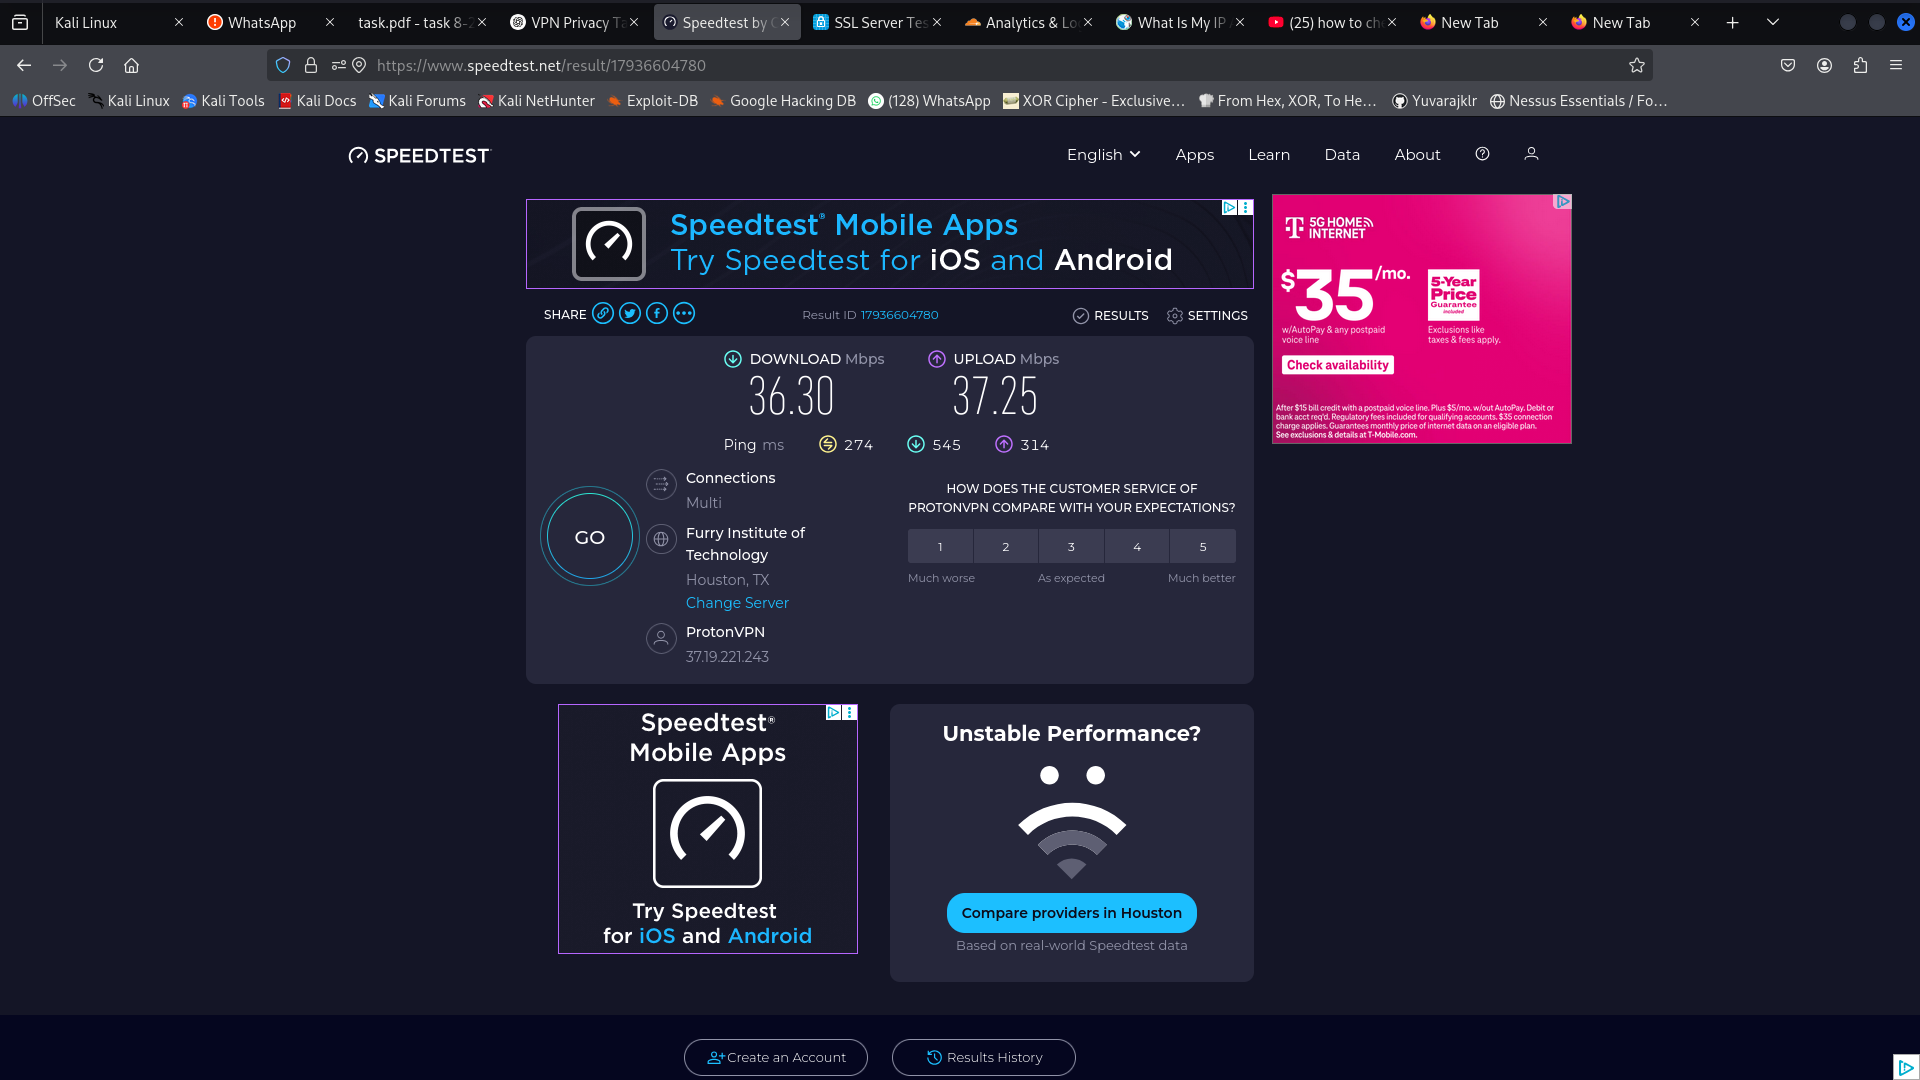 Kali Linux
WhatsApp
task.pdf - task 8-2
VPN Privacy Ta
Speedtest by O
SSL Server Tes
Analytics & Lo
What Is My IP A
(25) how to che
New Tab
New Tab
https://www.speedtest.net/result/17936604780
OffSec
Kali Linux
Kali Tools
Kali Docs
Kali Forums
Kali NetHunter
Exploit-DB
Google Hacking DB
(128) WhatsApp
XOR Cipher - Exclusive…
From Hex, XOR, To He…
Yuvarajklr
Nessus Essentials / Fo…
SPEEDTEST
English
Apps
Learn
Data
About
Speedtest® Mobile Apps
Try Speedtest for iOS and Android
T 5G HOME
INTERNET
$35/mo.
w/AutoPay & any postpaid
voice line
5-Year
Price
Guarantee
included
Exclusions like
taxes & fees apply.
Check availability
After $15 bill credit with a postpaid voice line. Plus $5/mo. w/out AutoPay. Debit or
bank acct req'd. Regulatory fees included for qualifying accounts. $35 connection
charge applies. Guarantees monthly price of internet data on an eligible plan.
See exclusions & details at T-Mobile.com.
SHARE
Result ID 17936604780
RESULTS
SETTINGS
DOWNLOAD Mbps
36.30
UPLOAD Mbps
37.25
Ping ms
274
545
314
GO
Connections
Multi
Furry Institute of
Technology
Houston, TX
Change Server
ProtonVPN
37.19.221.243
HOW DOES THE CUSTOMER SERVICE OF
PROTONVPN COMPARE WITH YOUR EXPECTATIONS?
1
2
3
4
5
Much worse
As expected
Much better
Speedtest®
Mobile Apps
Try Speedtest
for iOS and Android
Unstable Performance?
Compare providers in Houston
Based on real-world Speedtest data
Create an Account
Results History